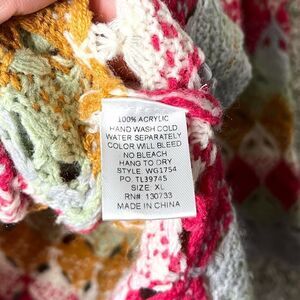 100% ACRYLIC
HAND WASH COLD
WATER SEPARATELY
COLOR WILL BLEED
NO BLEACH
HANG TO DRY
STYLE: WG1754
PO. TL39745
SIZE: XL
RN# 130733
MADE IN CHINA